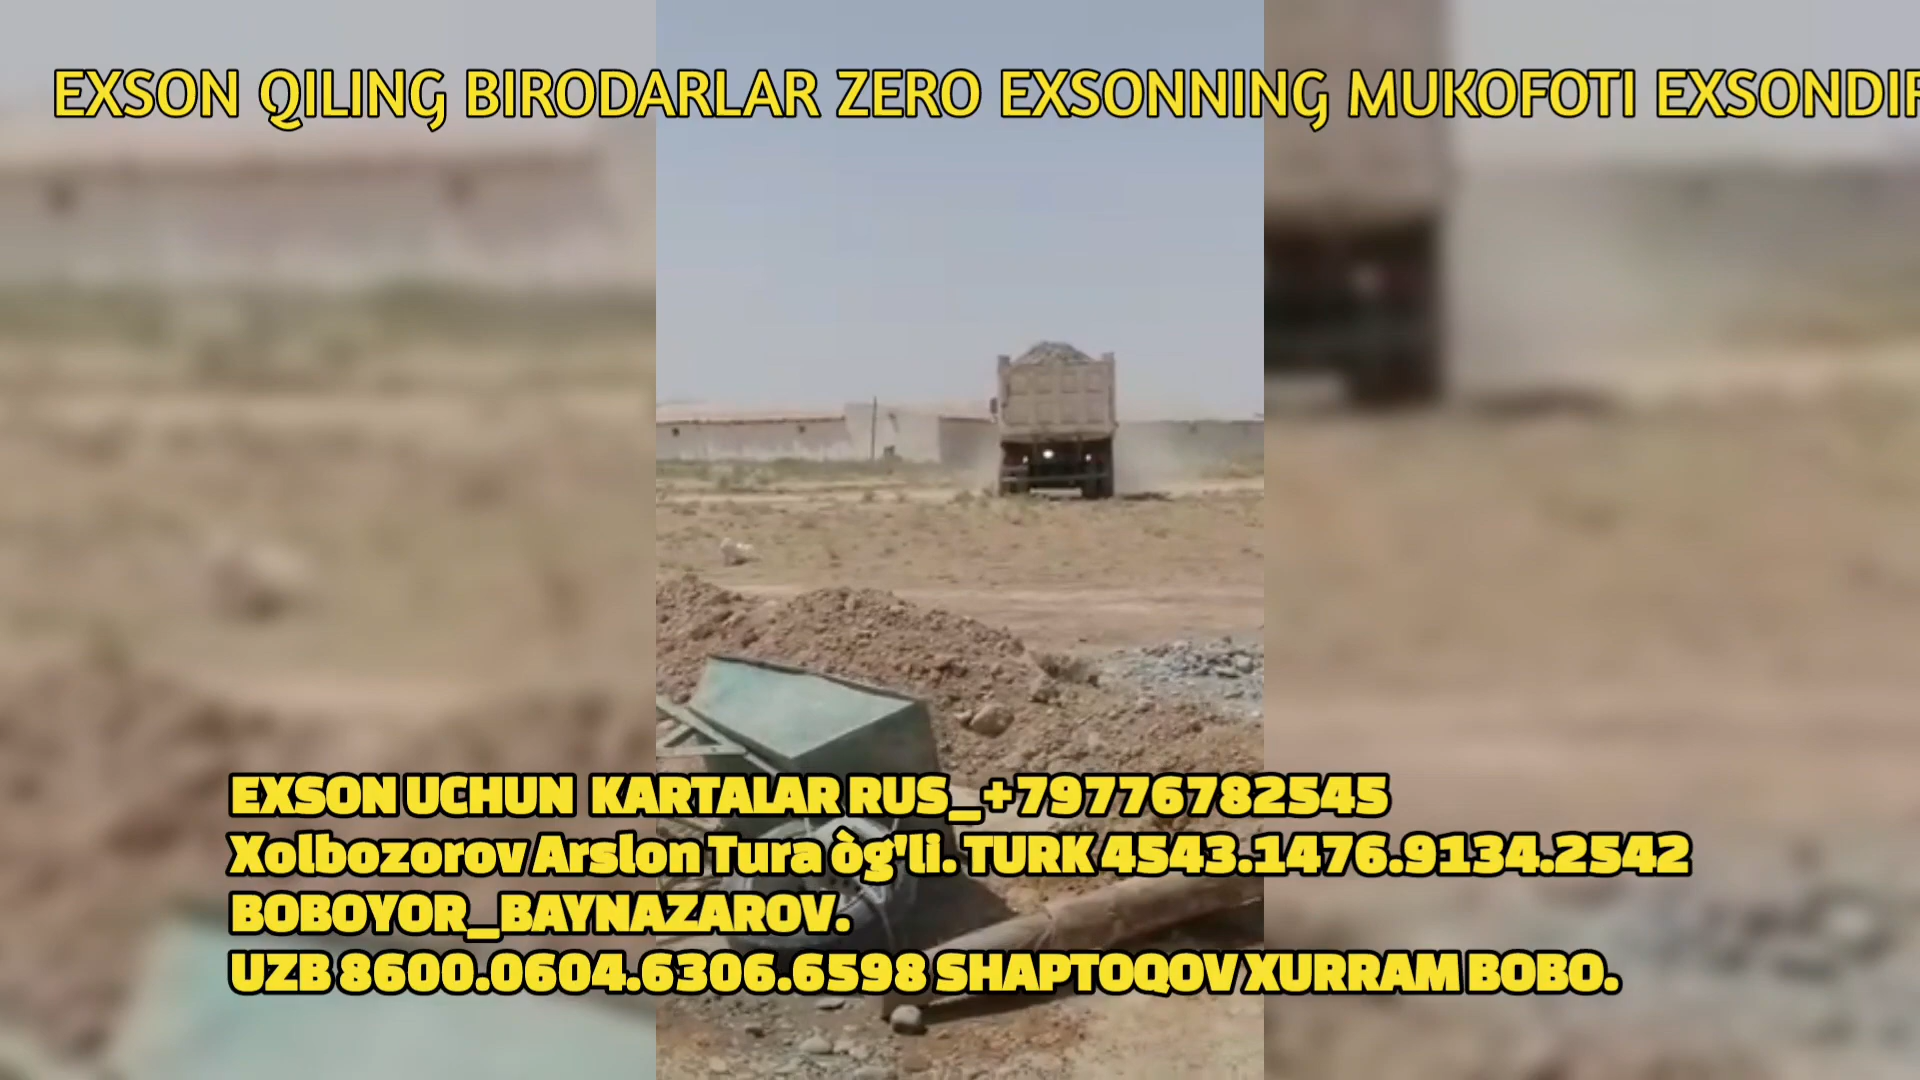 EXSON QILING BIRODARLAR ZERO EXSONNING MUKOFOTI EXSONDIR
EXSON UCHUN KARTALAR RUS_+79776782545
Xolbozorov Arslon Tura òg'li. TURK 4543.1476.9134.2542
BOBOYOR_BAYNAZAROV.
UZB 8600.0604.6306.6598 SHAPTOQOV XURRAM BOBO.